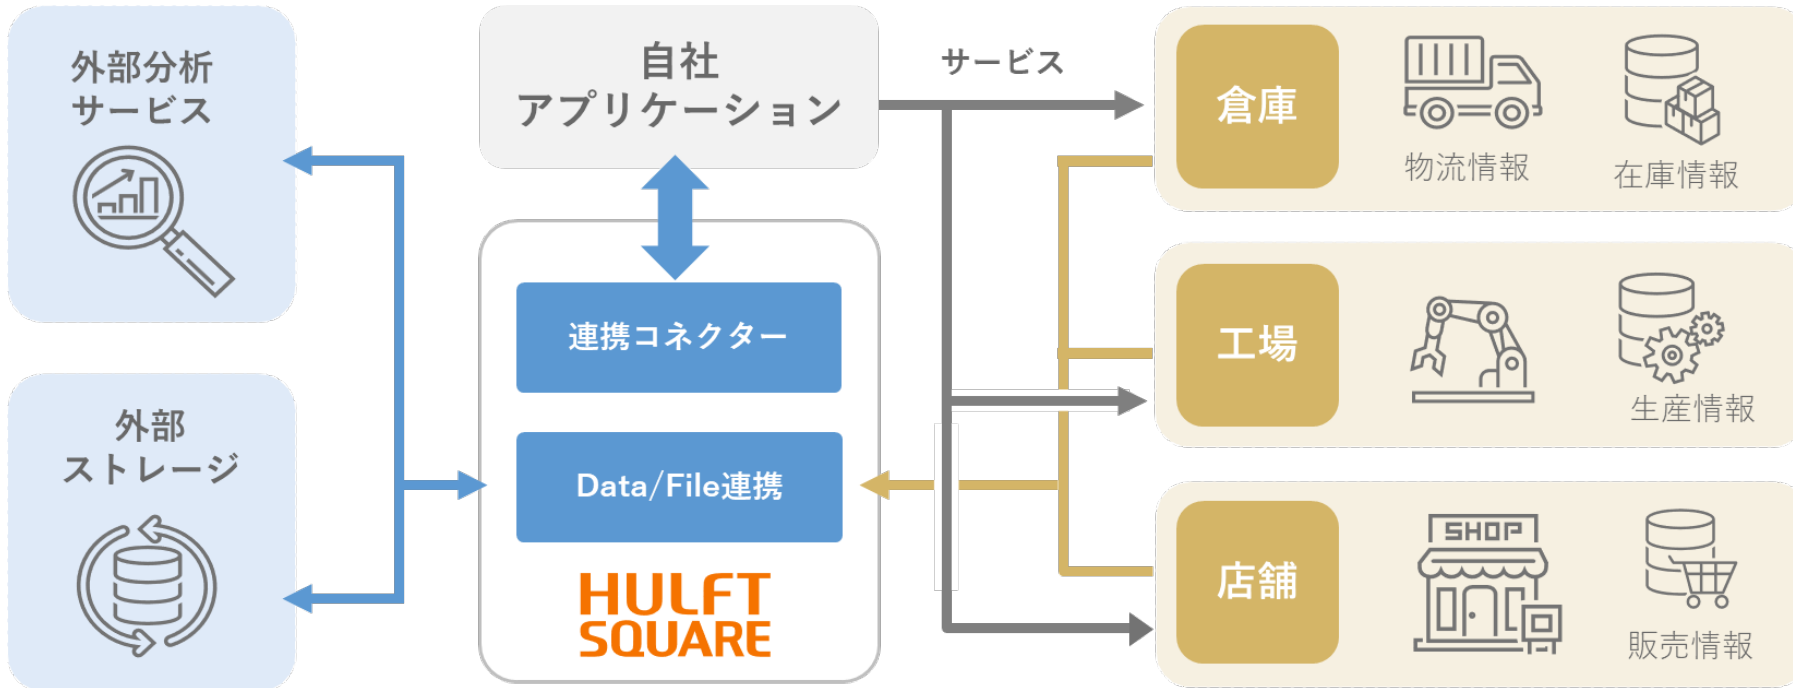 外部分析
サービス
外部
ストレージ
自社
アプリケーション
連携コネクター
Data/File連携
HULFT
SQUARE
サービス
倉庫
物流情報
在庫情報
工場
生産情報
店舗
SHOP
販売情報